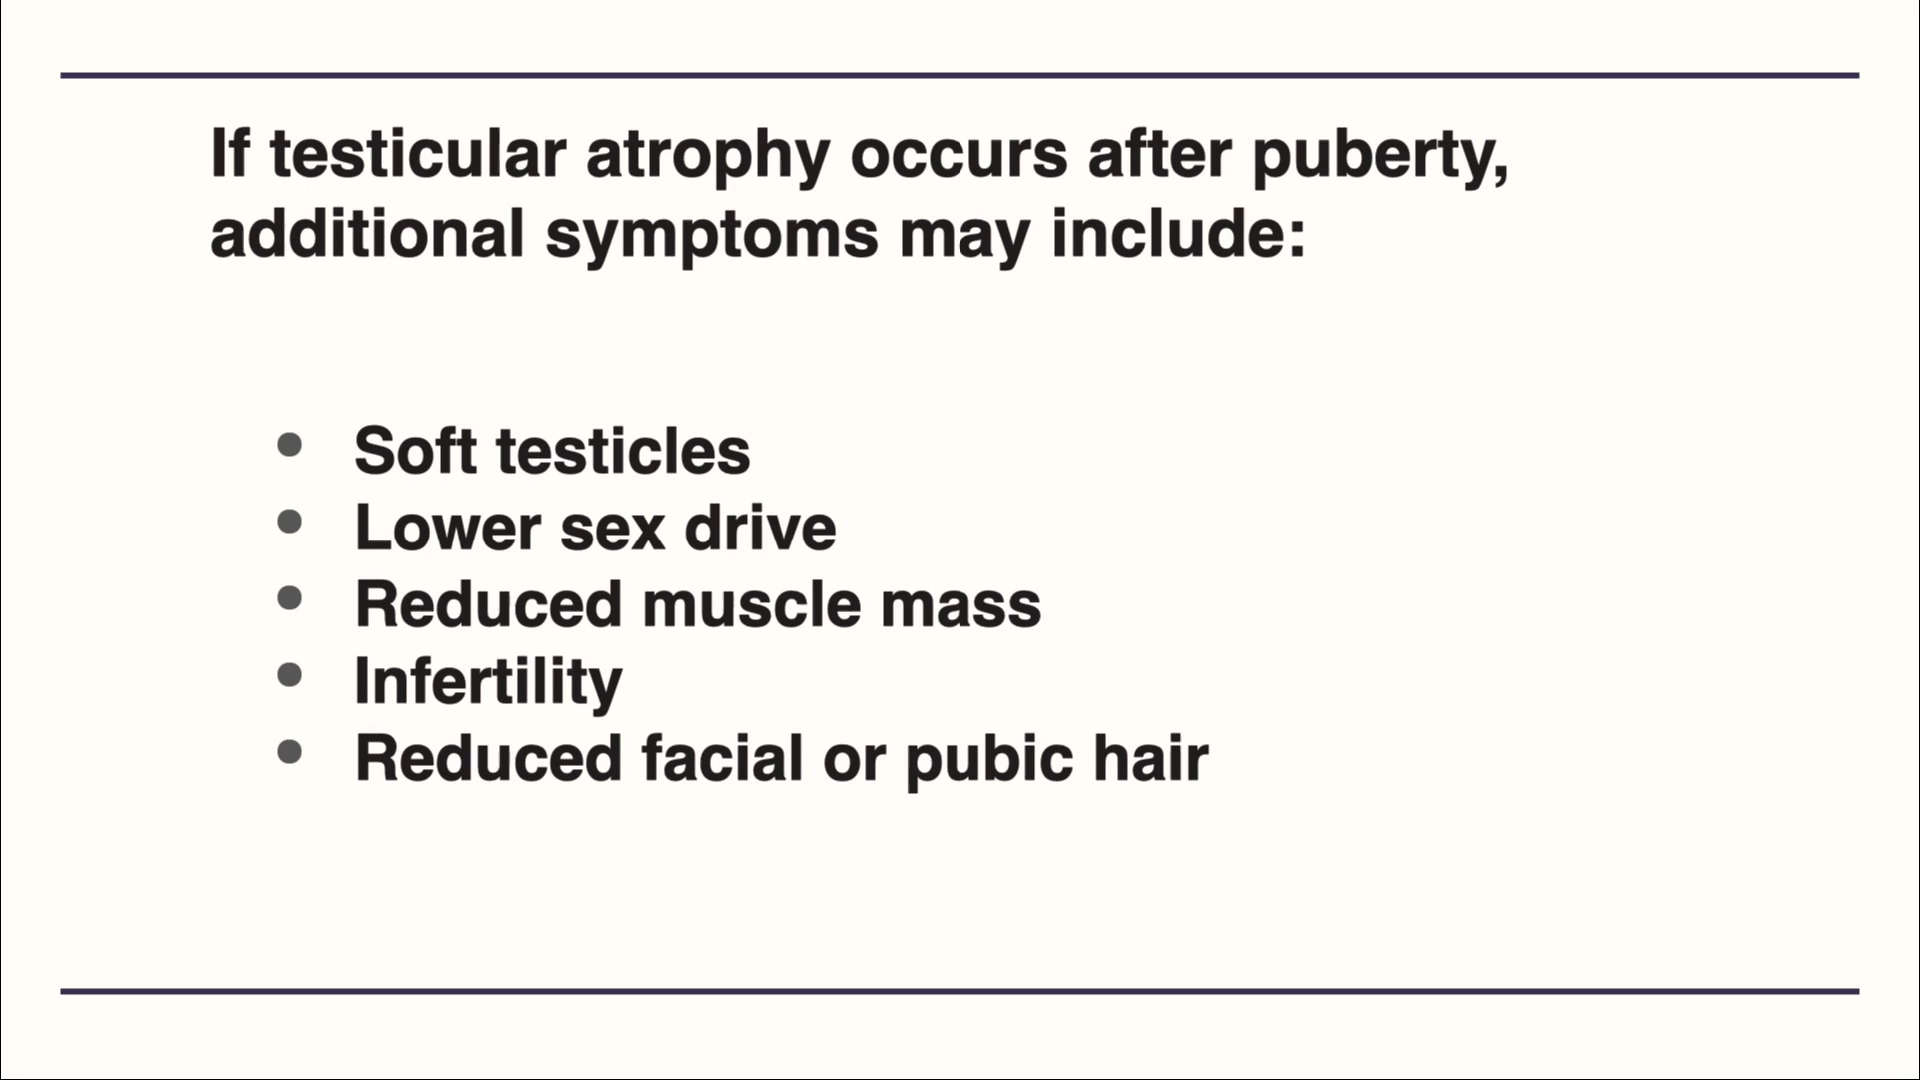 If testicular atrophy occurs after puberty,
additional symptoms may include:
• Soft testicles
• Lower sex drive
• Reduced muscle mass
• Infertility
• Reduced facial or pubic hair